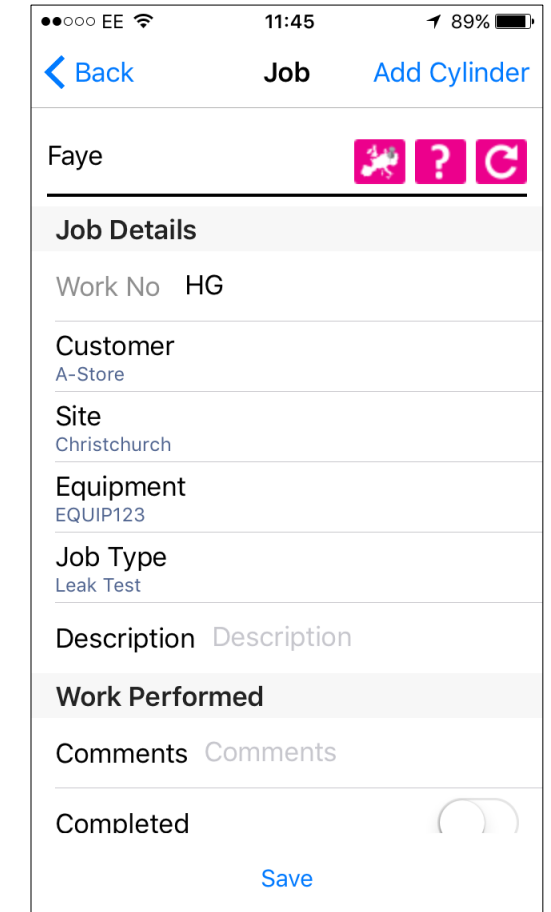 EE 11:45 89%
Back Job Add Cylinder
Faye ?
Job Details
Work No HG
Customer
A-Store
Site
Christchurch
Equipment
EQUIP123
Job Type
Leak Test
Description Description
Work Performed
Comments Comments
Completed
Save